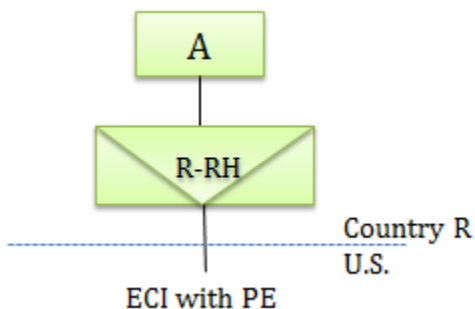 A
R-RH
Country R
U.S.
ECI with PE